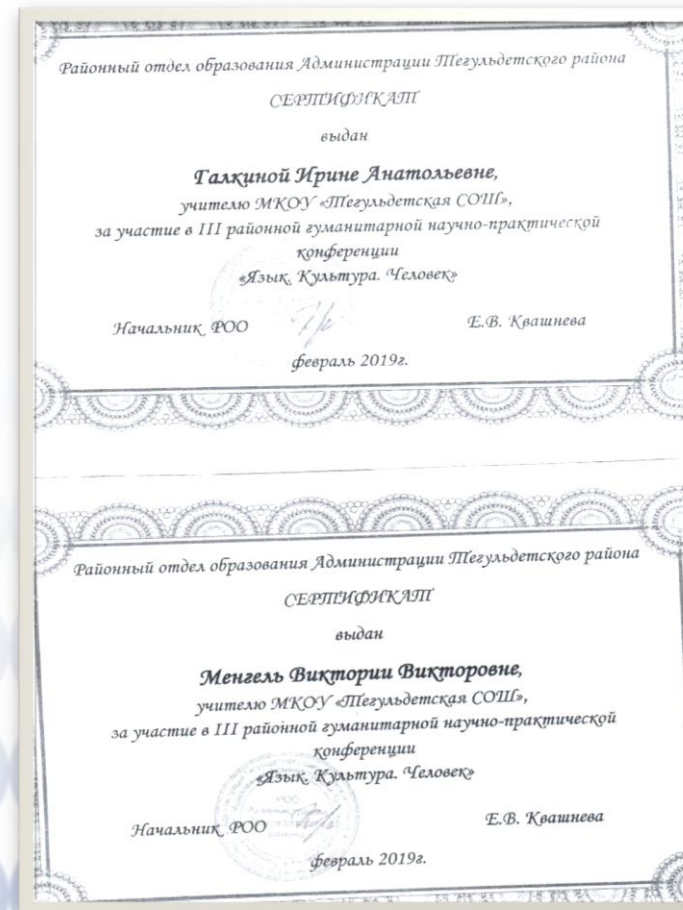 Районный отдел образования Администрации Тегульдетского района
СЕРТИФИКАТ
выдан
Галкиной Ирине Анатольевне,
учителю МКОУ «Тегульдетская СОШ»,
за участие в III районной гуманитарной научно-практической
конференции
«Язык. Культура. Человек»
Начальник РОО Е.В. Квашнева
февраль 2019г.
Районный отдел образования Администрации Тегульдетского района
СЕРТИФИКАТ
выдан
Менгель Виктории Викторовне,
учителю МКОУ «Тегульдетская СОШ»,
за участие в III районной гуманитарной научно-практической
конференции
«Язык. Культура. Человек»
Начальник РОО Е.В. Квашнева
февраль 2019г.